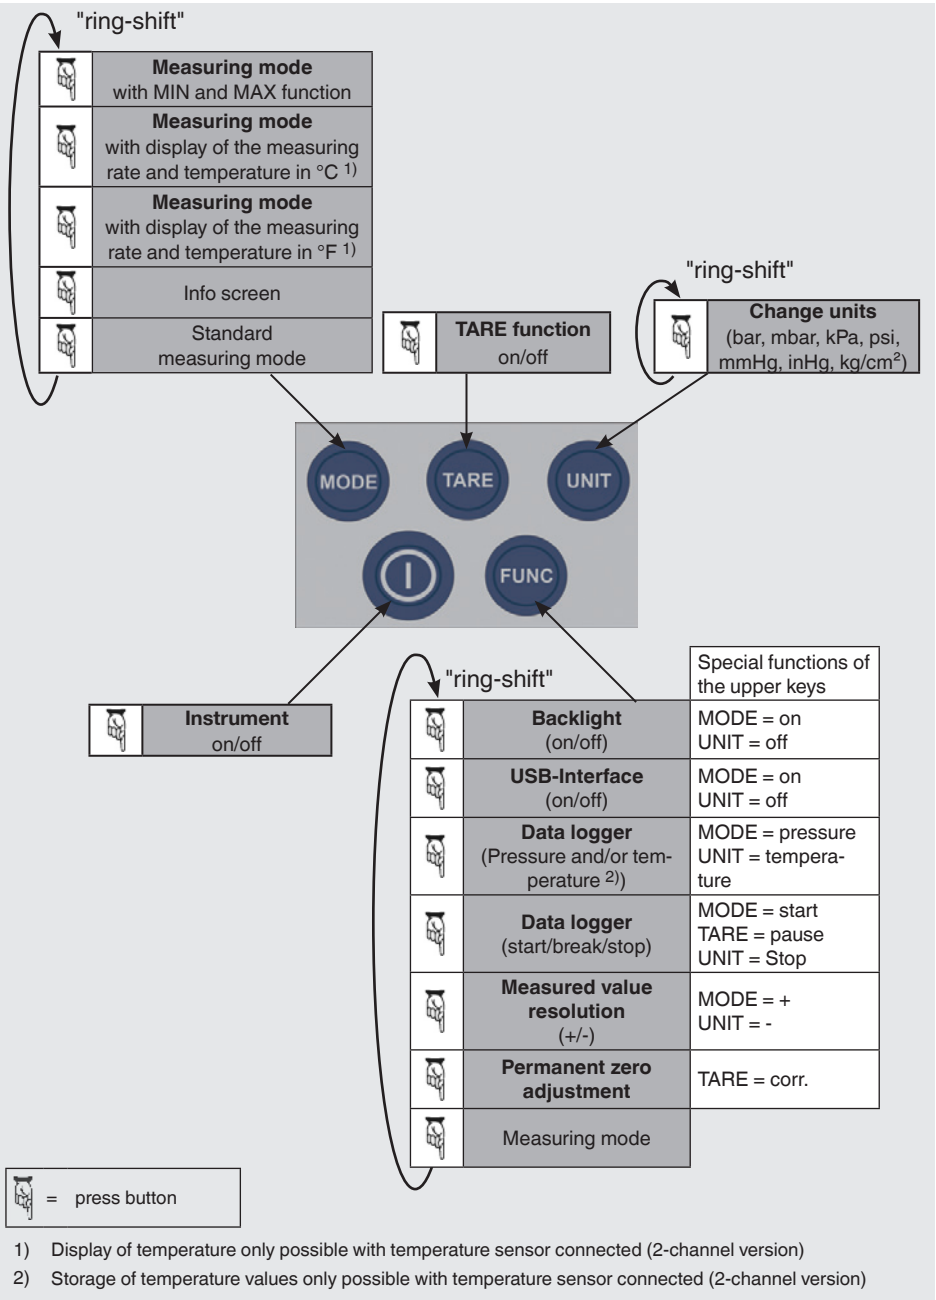 "ring-shift"
Measuring mode
with MIN and MAX function
Measuring mode
with display of the measuring
rate and temperature in °C 1)
Measuring mode
with display of the measuring
rate and temperature in °F 1)
Info screen
Standard
measuring mode
TARE function
on/off
"ring-shift"
Change units
(bar, mbar, kPa, psi,
mmHg, inHg, kg/cm²)
MODE
TARE
UNIT
FUNC
Instrument
on/off
"ring-shift"
Special functions of
the upper keys
Backlight
(on/off)
MODE = on
UNIT = off
USB-Interface
(on/off)
MODE = on
UNIT = off
Data logger
(Pressure and/or tem-
perature 2))
MODE = pressure
UNIT = tempera-
ture
Data logger
(start/break/stop)
MODE = start
TARE = pause
UNIT = Stop
Measured value
resolution
(+/-)
MODE = +
UNIT = -
Permanent zero
adjustment
TARE = corr.
Measuring mode
= press button
1) Display of temperature only possible with temperature sensor connected (2-channel version)
2) Storage of temperature values only possible with temperature sensor connected (2-channel version)